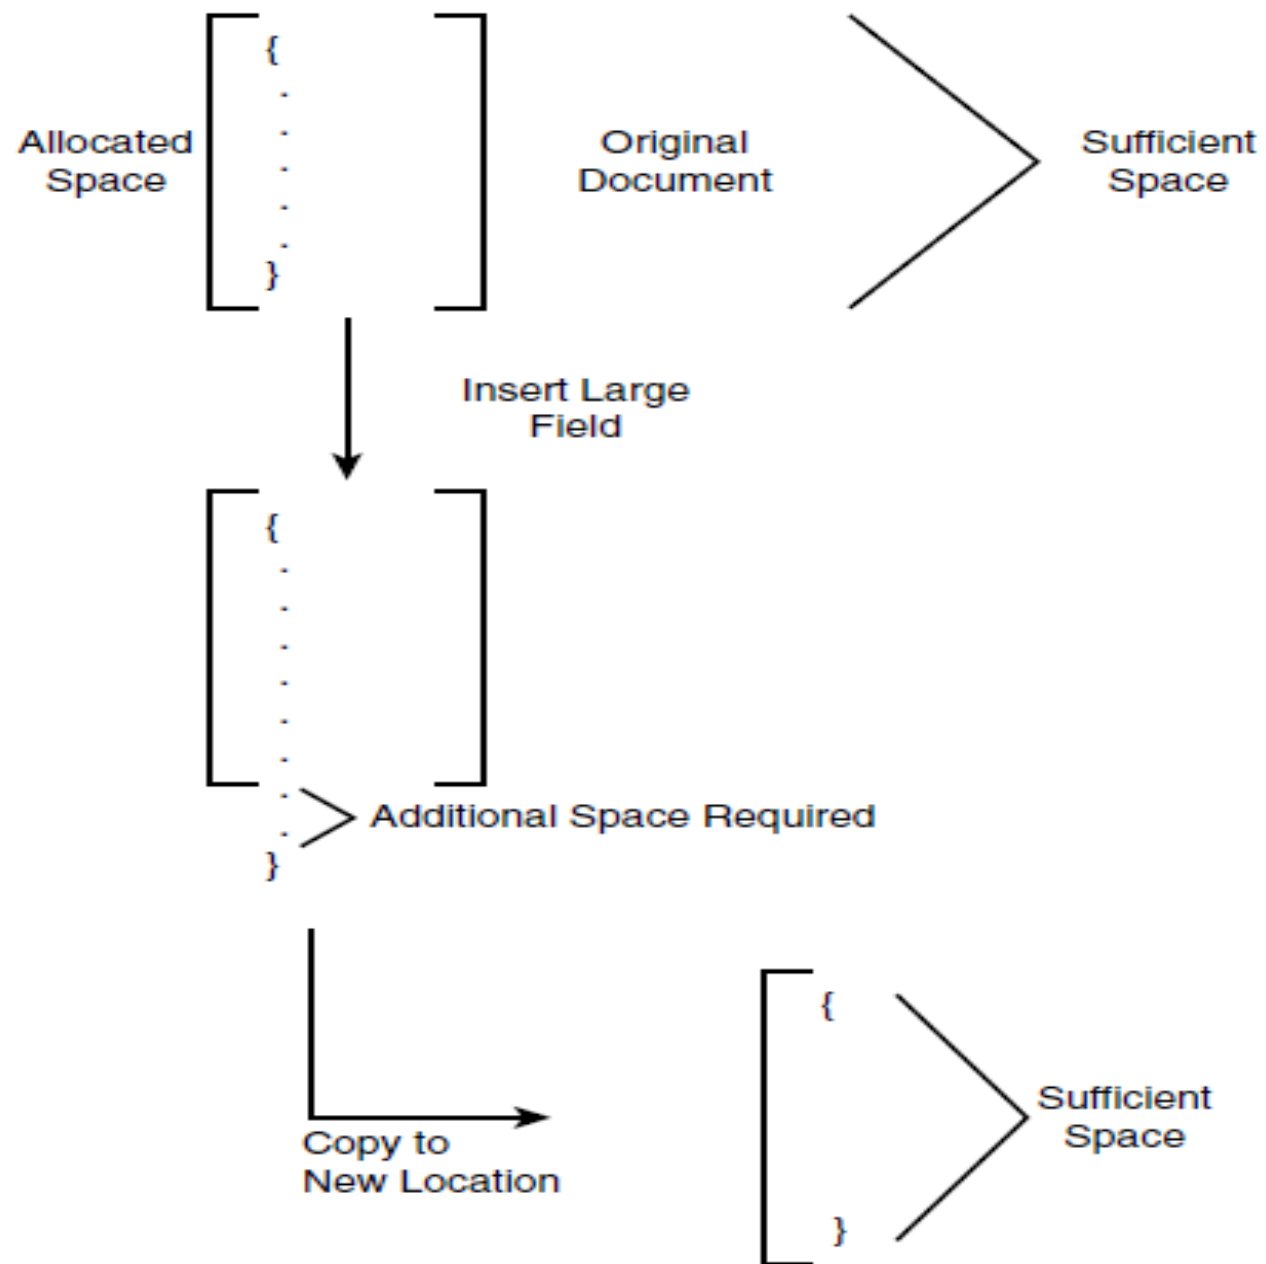 {
.
.
.
.
.
}
Allocated
Space
Original
Document
Sufficient
Space
Insert Large
Field
{
.
.
.
.
.
.
.
.
}
Additional Space Required
Copy to
New Location
{
}
Sufficient
Space